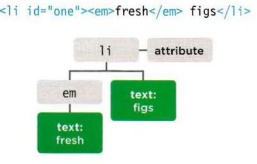 <li id="one"><em>fresh</em> figs</li>
li
attribute
em
text:
figs
text:
fresh